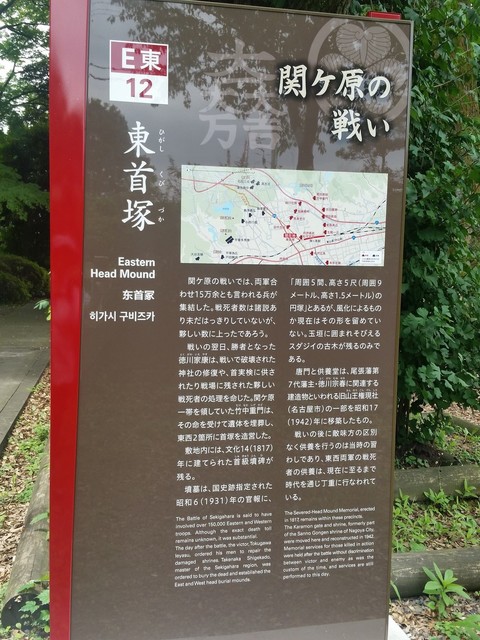 E東
12
関ケ原の
戦い
東首塚
ひがし くび づか
Eastern
Head Mound
东首冢
히가시 구비즈카
関ケ原の戦いでは、両軍合
わせ15万余とも言われる兵が
集結した。戦死者数は諸説あ
り未だはっきりしていないが、
夥しい数に上ったであろう。
戦いの翌日、勝者となった
徳川家康は、戦いで破壊された
神社の修復や、首実検に供さ
れたり戦場に残された夥しい
戦死者の処理を命じた。関ケ原
一帯を領していた竹中重門は、
その命を受けて遺体を埋葬し、
東西2箇所に首塚を造営した。
敷地内には、文化14(1817)
年に建てられた首級墳碑が
残る。
墳墓は、国史跡指定された
昭和6(1931)年の官報に、
「周囲5間、高さ5尺(周囲9
メートル、高さ1.5メートル)の
円塚」とあるが、風化によるもの
か現在はその形を留めてい
ない。玉垣に囲まれそびえる
スダジイの古木が残るのみで
ある。
唐門と供養堂は、尾張藩第
7代藩主・徳川宗春に関連する
建造物といわれる旧山王権現社
(名古屋市)の一部を昭和17
(1942)年に移築したもの。
戦いの後に敵味方の区別
なく供養を行うのは当時の習
わしであり、東西両軍の戦死者
の供養は、現在に至るまで
時代を通じ丁重に行なわれて
いる。
The Battle of Sekigahara is said to have
involved over 150,000 Eastern and Western
troops. Although the exact death toll
remains unknown, it was substantial.
The day after the battle, the victor, Tokugawa
Ieyasu, ordered his men to repair the
damaged shrines. Takenaka Shigekado,
master of the Sekigahara region, was
ordered to bury the dead and established the
East and West head burial mounds.
The Severed-Head Mound Memorial, erected
in 1817, remains within these precincts.
The Karamon gate and shrine, formerly part
of the Sanno Gongen shrine of Nagoya City,
were moved here and reconstructed in 1942.
Memorial services for those killed in action
were held after the battle without discrimination
between victor and enemy as was the
custom of the time, and services are still
performed to this day.